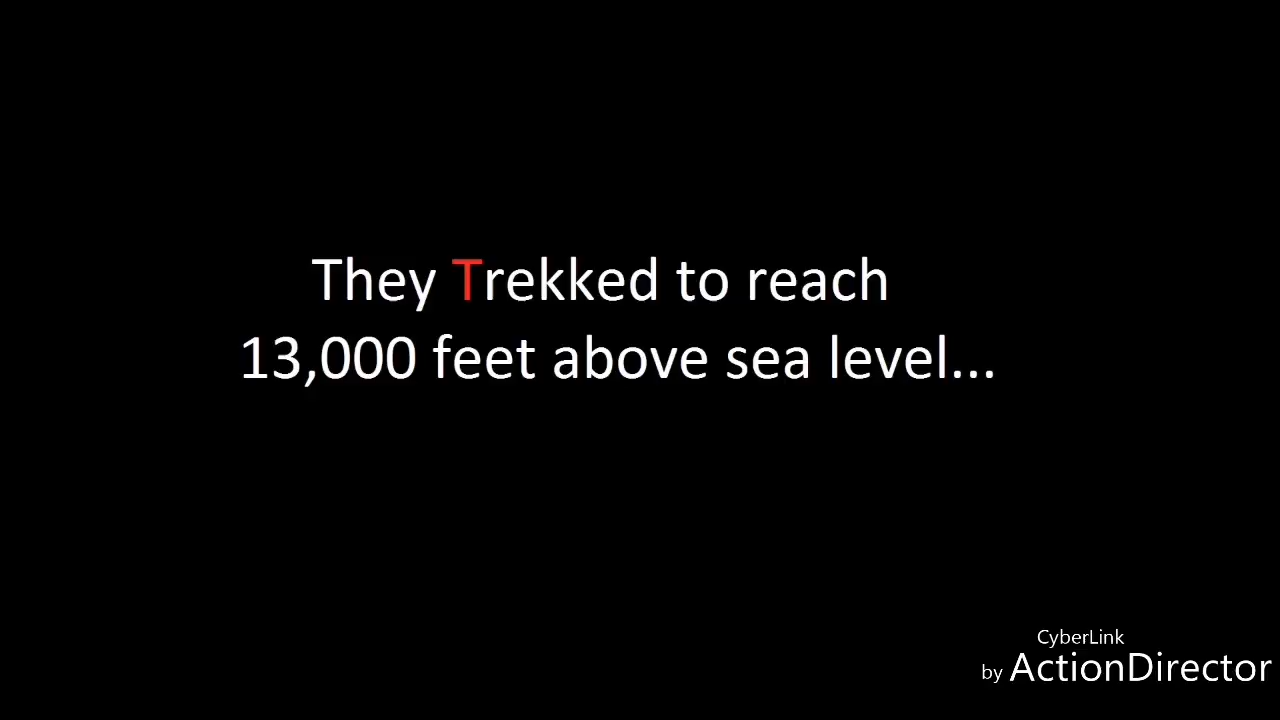 They Trekked to reach
13,000 feet above sea level...
CyberLink
by ActionDirector